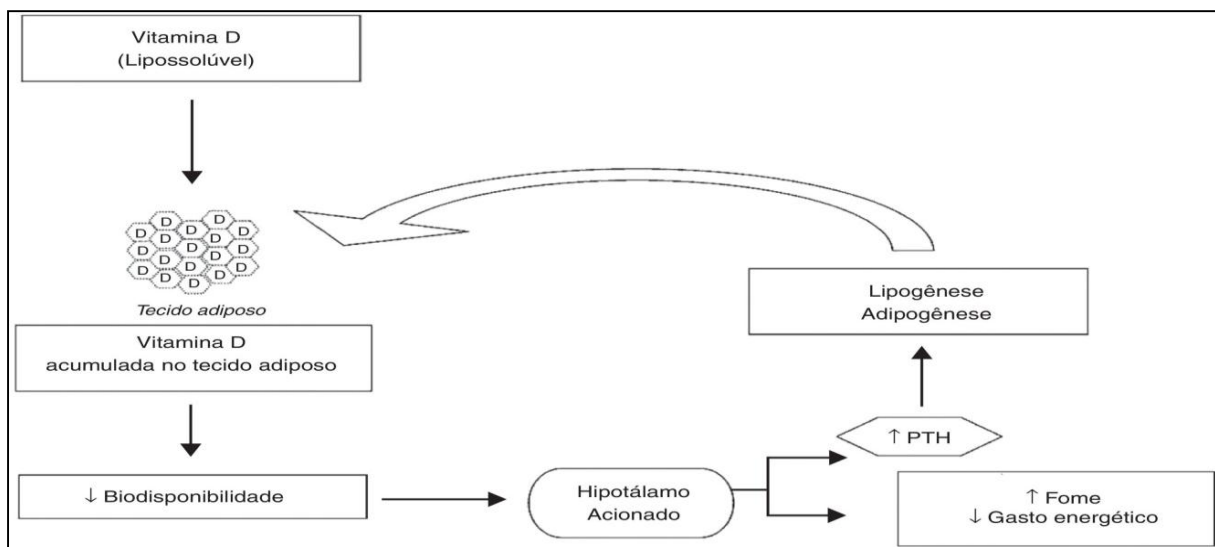 Vitamina D
(Lipossolúvel)
D D D D D D D D D D D D D D D D D D
Tecido adiposo
Vitamina D
acumulada no tecido adiposo
↓ Biodisponibilidade
Hipotálamo
Acionado
↑ PTH
↑ Fome
↓ Gasto energético
Lipogênese
Adipogênese